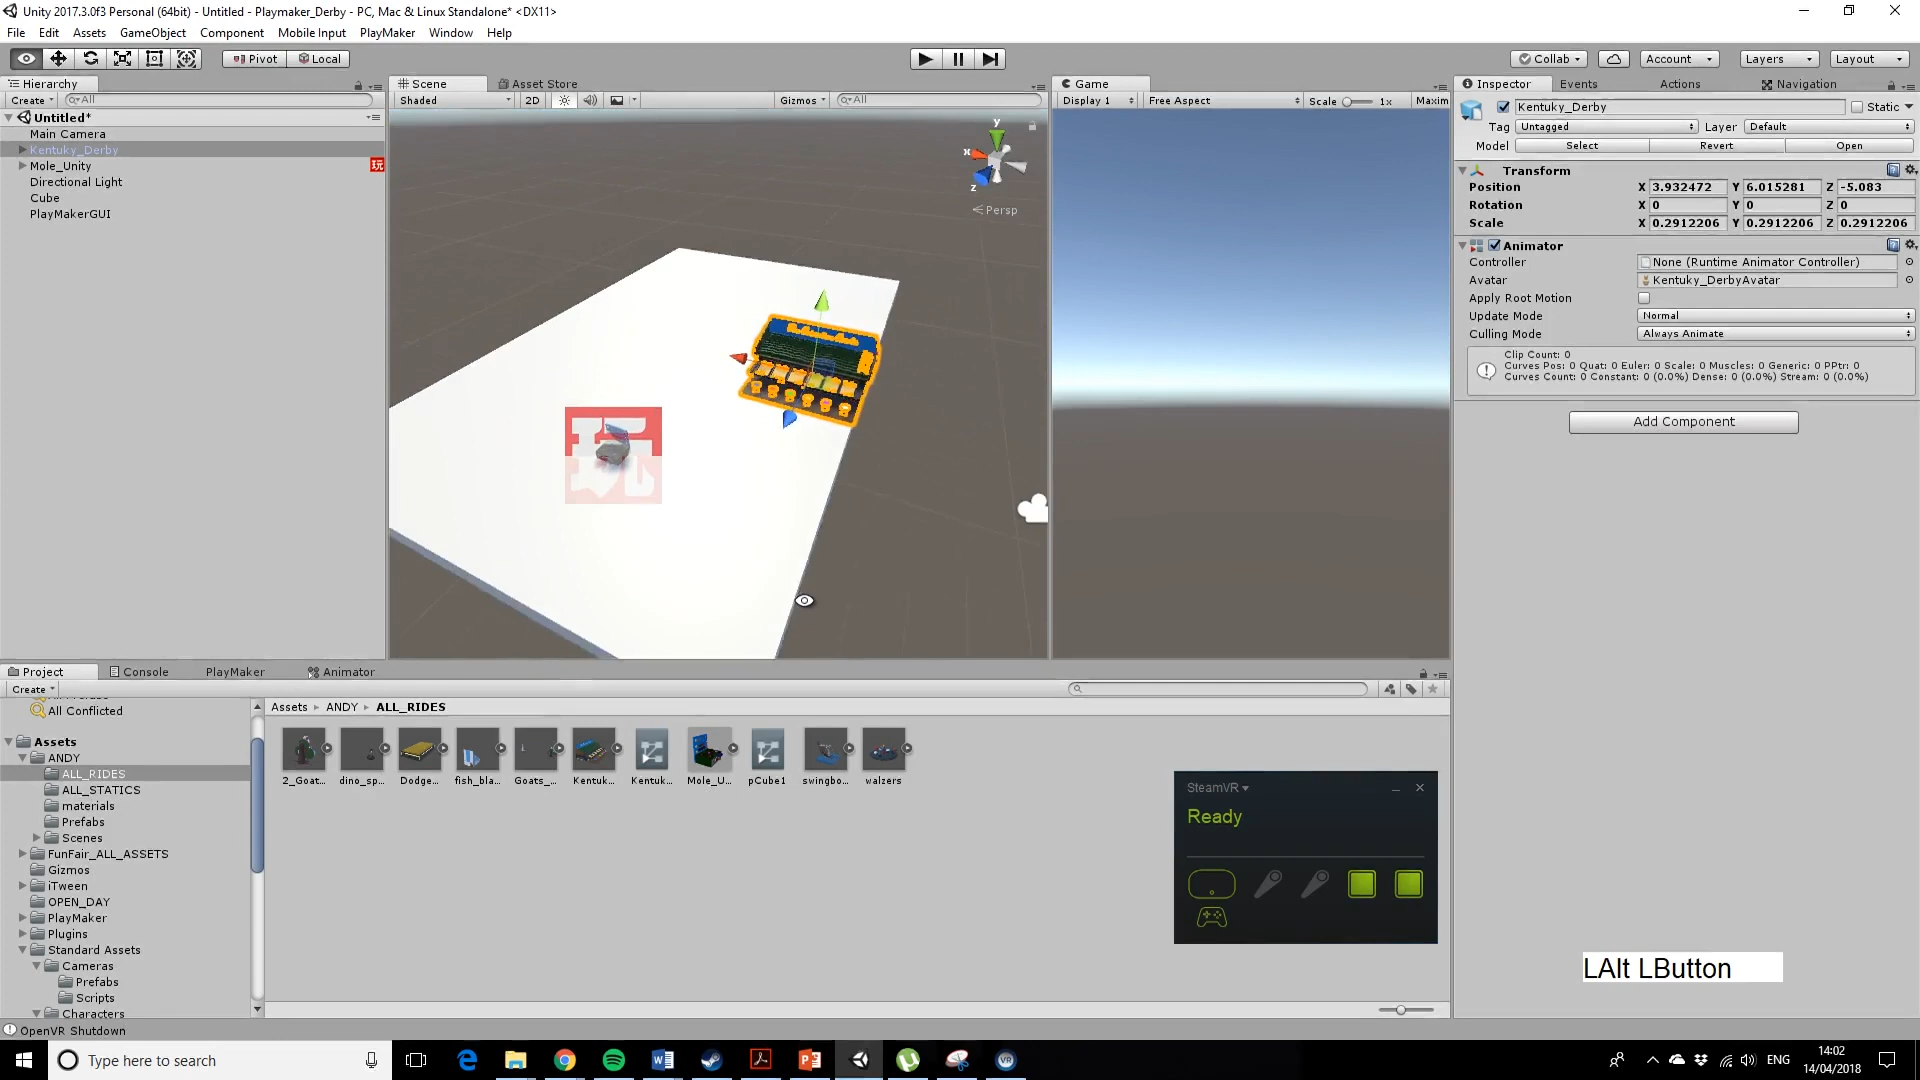 Unity 2017.3.0f3 Personal (64bit) - Untitled - Playmaker_Derby - PC, Mac & Linux Standalone* <DX11>
File Edit Assets GameObject Component Mobile Input PlayMaker Window Help
Pivot Local
Collab Account Layers Layout
Hierarchy
Create All
Untitled*
Main Camera
Kentuky_Derby
Mole_Unity
玩
Directional Light
Cube
PlayMakerGUI
Scene Asset Store
Shaded 2D Gizmos All
y
x
z
Persp
Game
Display 1 Free Aspect Scale 1x Maxim
Inspector Events Actions Navigation
Kentuky_Derby Static
Tag Untagged Layer Default
Model Select Revert Open
Transform
Position X 3.932472 Y 6.015281 Z -5.083
Rotation X 0 Y 0 Z 0
Scale X 0.2912206 Y 0.2912206 Z 0.2912206
Animator
Controller None (Runtime Animator Controller)
Avatar Kentuky_DerbyAvatar
Apply Root Motion
Update Mode Normal
Culling Mode Always Animate
Clip Count: 0
Curves Pos: 0 Quat: 0 Euler: 0 Scale: 0 Muscles: 0 Generic: 0 PPtr: 0
Curves Count: 0 Constant: 0 (0.0%) Dense: 0 (0.0%) Stream: 0 (0.0%)
Add Component
Project Console PlayMaker Animator
Create
All Conflicted
Assets
ANDY
ALL_RIDES
ALL_STATICS
materials
Prefabs
Scenes
FunFair_ALL_ASSETS
Gizmos
iTween
OPEN_DAY
PlayMaker
Plugins
Standard Assets
Cameras
Prefabs
Scripts
Characters
Assets ANDY ALL_RIDES
2_Goat... dino_sp... Dodge... fish_bla... Goats_... Kentuk... Kentuk... Mole_U... pCube1 swingbo... walzers
SteamVR
Ready
LAlt LButton
OpenVR Shutdown
Type here to search
ENG
14:02
14/04/2018